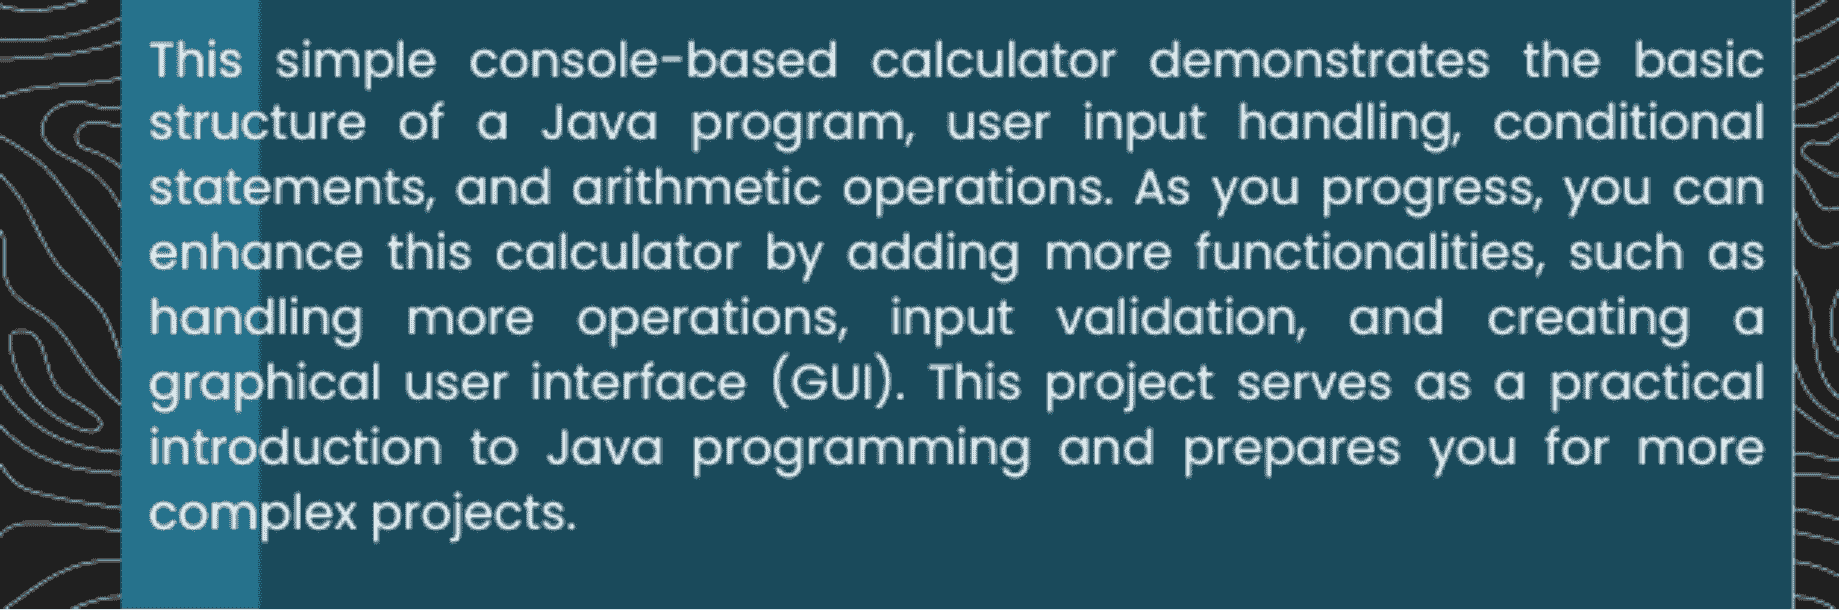 This simple console-based calculator demonstrates the basic
structure of a Java program, user input handling, conditional
statements, and arithmetic operations. As you progress, you can
enhance this calculator by adding more functionalities, such as
handling more operations, input validation, and creating a
graphical user interface (GUI). This project serves as a practical
introduction to Java programming and prepares you for more
complex projects.